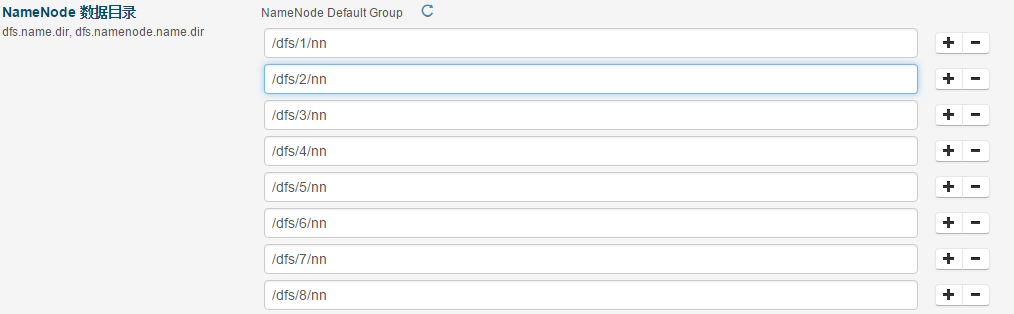 NameNode 数据目录
dfs.name.dir, dfs.namenode.name.dir
NameNode Default Group
/dfs/1/nn
/dfs/2/nn
/dfs/3/nn
/dfs/4/nn
/dfs/5/nn
/dfs/6/nn
/dfs/7/nn
/dfs/8/nn